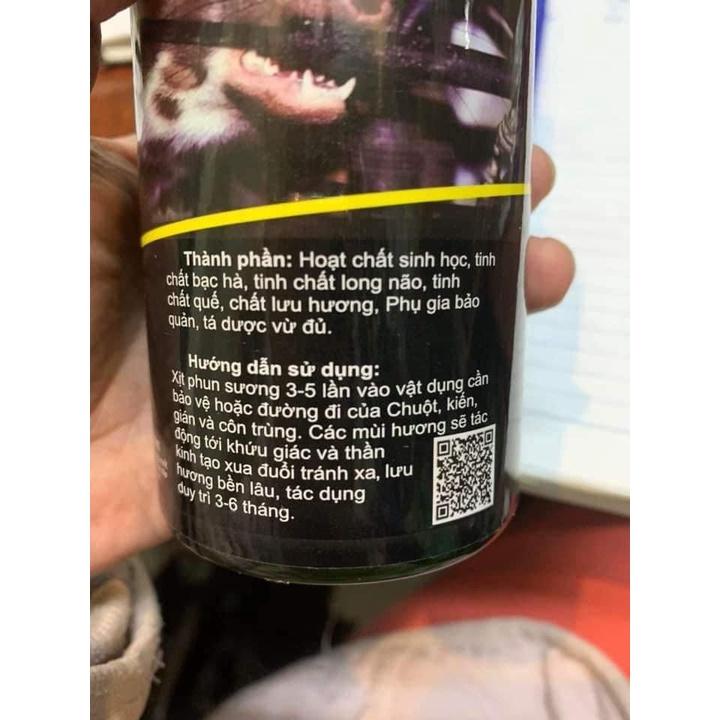 Thành phần: Hoạt chất sinh học, tinh
chất bạc hà, tinh chất long não, tinh
chất quế, chất lưu hương, Phụ gia bảo
quản, tá dược vừ đủ.
Hướng dẫn sử dụng:
Xịt phun sương 3-5 lần vào vật dụng cần
bảo vệ hoặc đường đi của Chuột, kiến,
gián và côn trùng. Các mùi hương sẽ tác
động tới khứu giác và thần
kinh tạo xua đuổi tránh xa, lưu
hương bền lâu, tác dụng
duy trì 3-6 tháng.